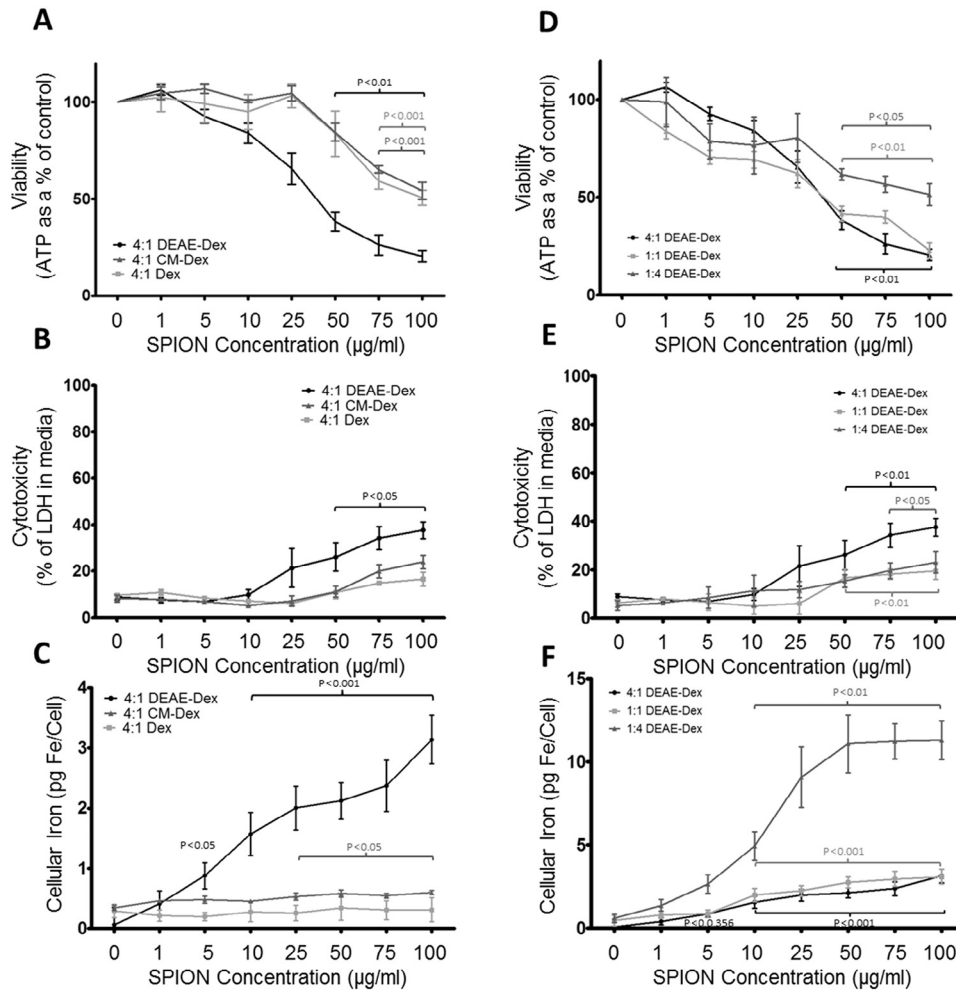 A
P<0.01
P<0.001
P<0.001
100
50
0
Viability
(ATP as a % of control)
4:1 DEAE-Dex
4:1 CM-Dex
4:1 Dex
0 1 5 10 25 50 75 100
SPION Concentration (µg/ml)
B
100
80
60
40
20
0
Cytotoxicity
(% of LDH in media)
4:1 DEAE-Dex
4:1 CM-Dex
4:1 Dex
P<0.05
0 1 5 10 25 50 75 100
SPION Concentration (µg/ml)
C
4
3
2
1
0
Cellular Iron (pg Fe/Cell)
4:1 DEAE-Dex
4:1 CM-Dex
4:1 Dex
P<0.001
P<0.05
P<0.05
0 1 5 10 25 50 75 100
SPION Concentration (µg/ml)
D
100
50
0
Viability
(ATP as a % of control)
P<0.05
P<0.01
4:1 DEAE-Dex
1:1 DEAE-Dex
1:4 DEAE-Dex
P<0.01
0 1 5 10 25 50 75 100
SPION Concentration (µg/ml)
E
100
80
60
40
20
0
Cytotoxicity
(% of LDH in media)
4:1 DEAE-Dex
1:1 DEAE-Dex
1:4 DEAE-Dex
P<0.01
P<0.05
P<0.01
0 1 5 10 25 50 75 100
SPION Concentration (µg/ml)
F
15
10
5
0
Cellular Iron (pg Fe/Cell)
4:1 DEAE-Dex
1:1 DEAE-Dex
1:4 DEAE-Dex
P<0.01
P<0.001
P<0.0.356
P<0.001
0 1 5 10 25 50 75 100
SPION Concentration (µg/ml)